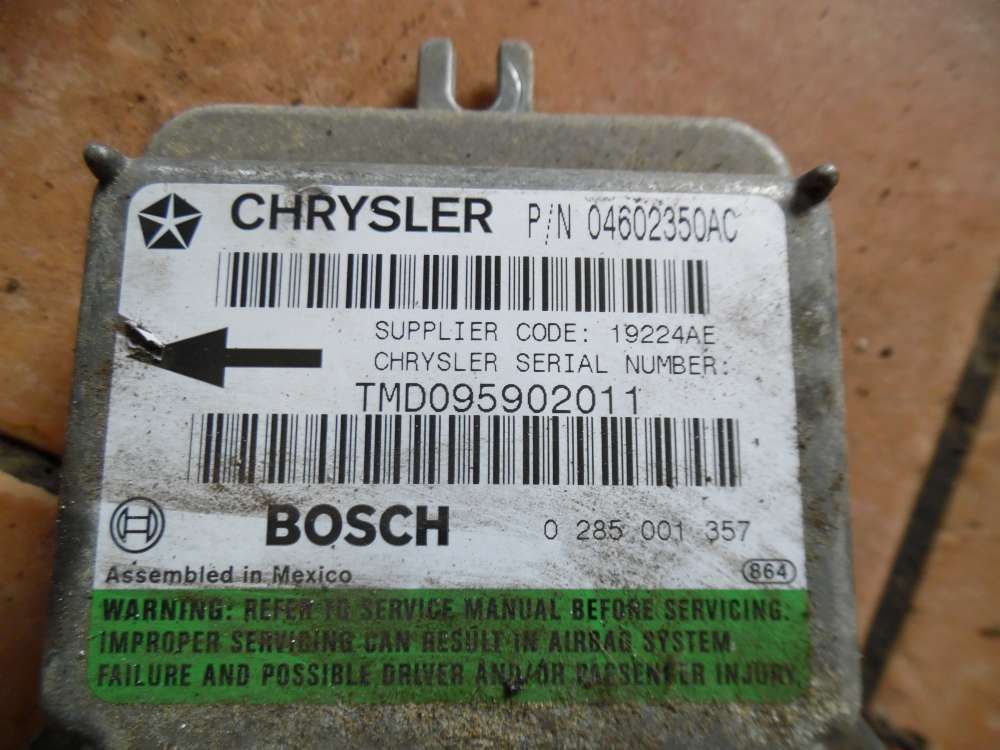 CHRYSLER P/N 04602350AC
SUPPLIER CODE: 19224AE
CHRYSLER SERIAL NUMBER:
TMD095902011
BOSCH 0 285 001 357
Assembled in Mexico 864
WARNING: REFER TO SERVICE MANUAL BEFORE SERVICING.
IMPROPER SERVICING CAN RESULT IN AIRBAG SYSTEM
FAILURE AND POSSIBLE DRIVER AND/OR PASSENGER INJURY.